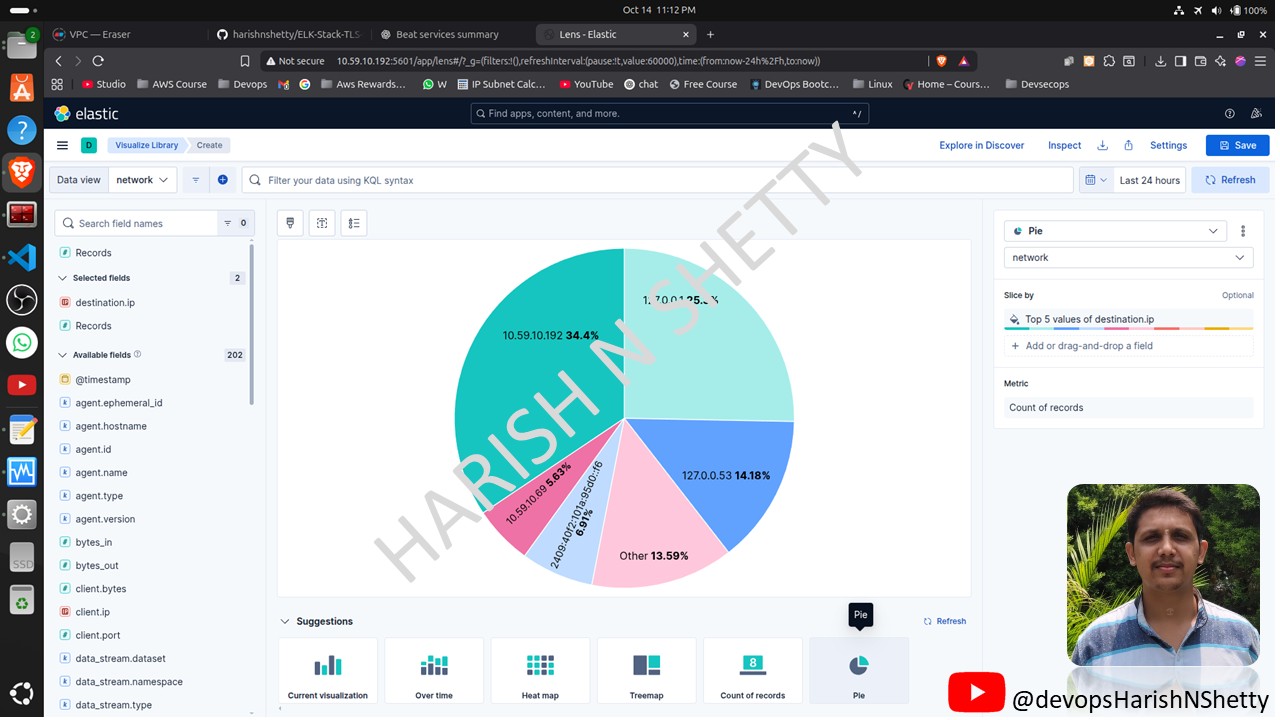 Oct 14 11:12 PM
100%
2
VPC — Eraser
harishnshetty/ELK-Stack-TLS
Beat services summary
Lens - Elastic
Not secure
10.59.10.192:5601/app/lens#/?_g=(filters:!(),refreshInterval:(pause:!t,value:60000),time:(from:now-24h%2Fh,to:now))
Studio
AWS Course
Devops
Aws Rewards…
W
IP Subnet Calc…
YouTube
chat
Free Course
DevOps Bootc…
Linux
Home – Cours…
Devsecops
elastic
Find apps, content, and more.
^/
D
Visualize Library
Create
Explore in Discover
Inspect
Settings
Save
Data view
network
Filter your data using KQL syntax
Last 24 hours
Refresh
Search field names
0
Records
Selected fields
2
destination.ip
Records
Available fields
202
@timestamp
agent.ephemeral_id
agent.hostname
agent.id
agent.name
agent.type
agent.version
bytes_in
bytes_out
client.bytes
client.ip
client.port
data_stream.dataset
data_stream.namespace
data_stream.type
10.59.10.192 34.4%
127.0.0.53 14.18%
Other 13.59%
2409:40f2:101a:95d0::f6
6.91%
10.59.10.69 5.63%
HARISH N SHETTY
Pie
network
Slice by
Optional
Top 5 values of destination.ip
Add or drag-and-drop a field
Metric
Count of records
Suggestions
Pie
Refresh
Current visualization
Over time
Heat map
Treemap
8
Count of records
Pie
SSD
@devopsHarishNShetty